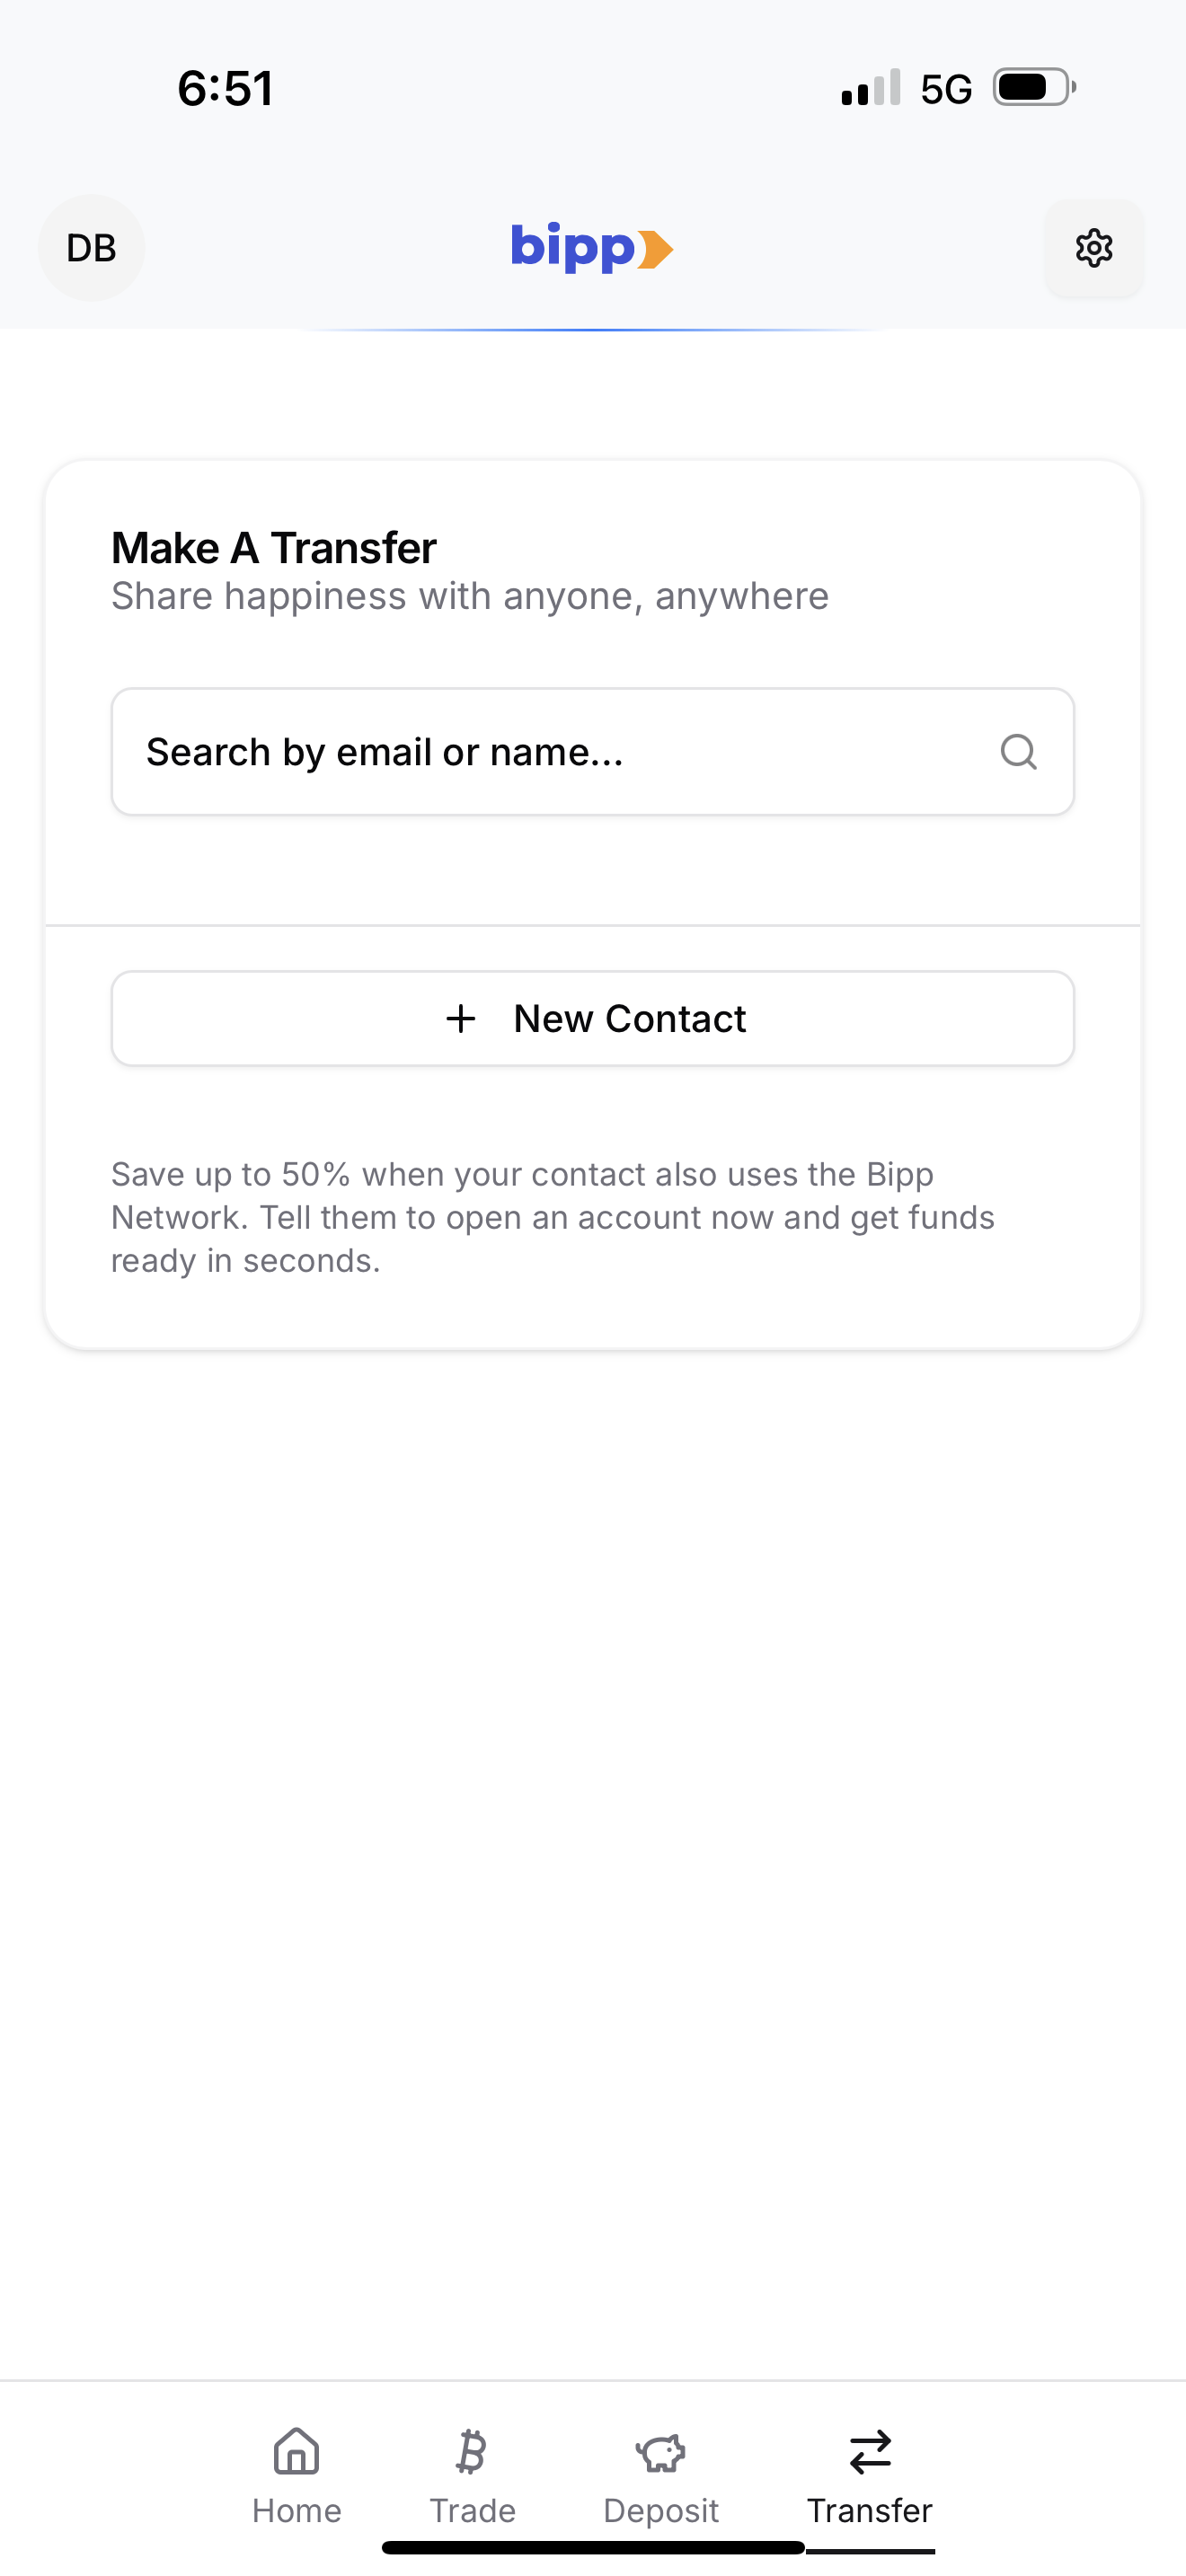 6:51
5G
DB
bipp
Make A Transfer
Share happiness with anyone, anywhere
Search by email or name...
+ New Contact
Save up to 50% when your contact also uses the Bipp
Network. Tell them to open an account now and get funds
ready in seconds.
Home
Trade
Deposit
Transfer